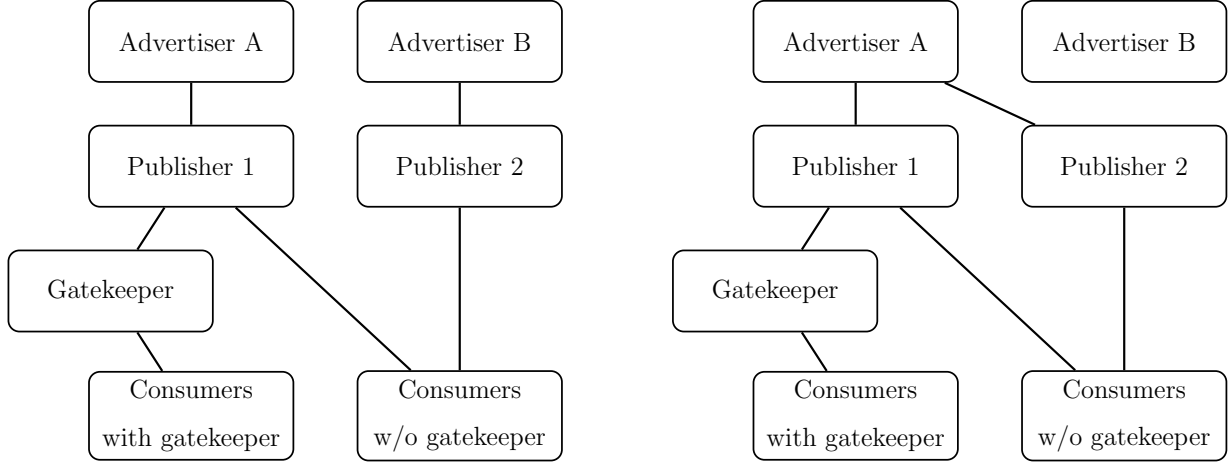 Advertiser A
Advertiser B
Publisher 1
Publisher 2
Gatekeeper
Consumers
with gatekeeper
Consumers
w/o gatekeeper
Advertiser A
Advertiser B
Publisher 1
Publisher 2
Gatekeeper
Consumers
with gatekeeper
Consumers
w/o gatekeeper